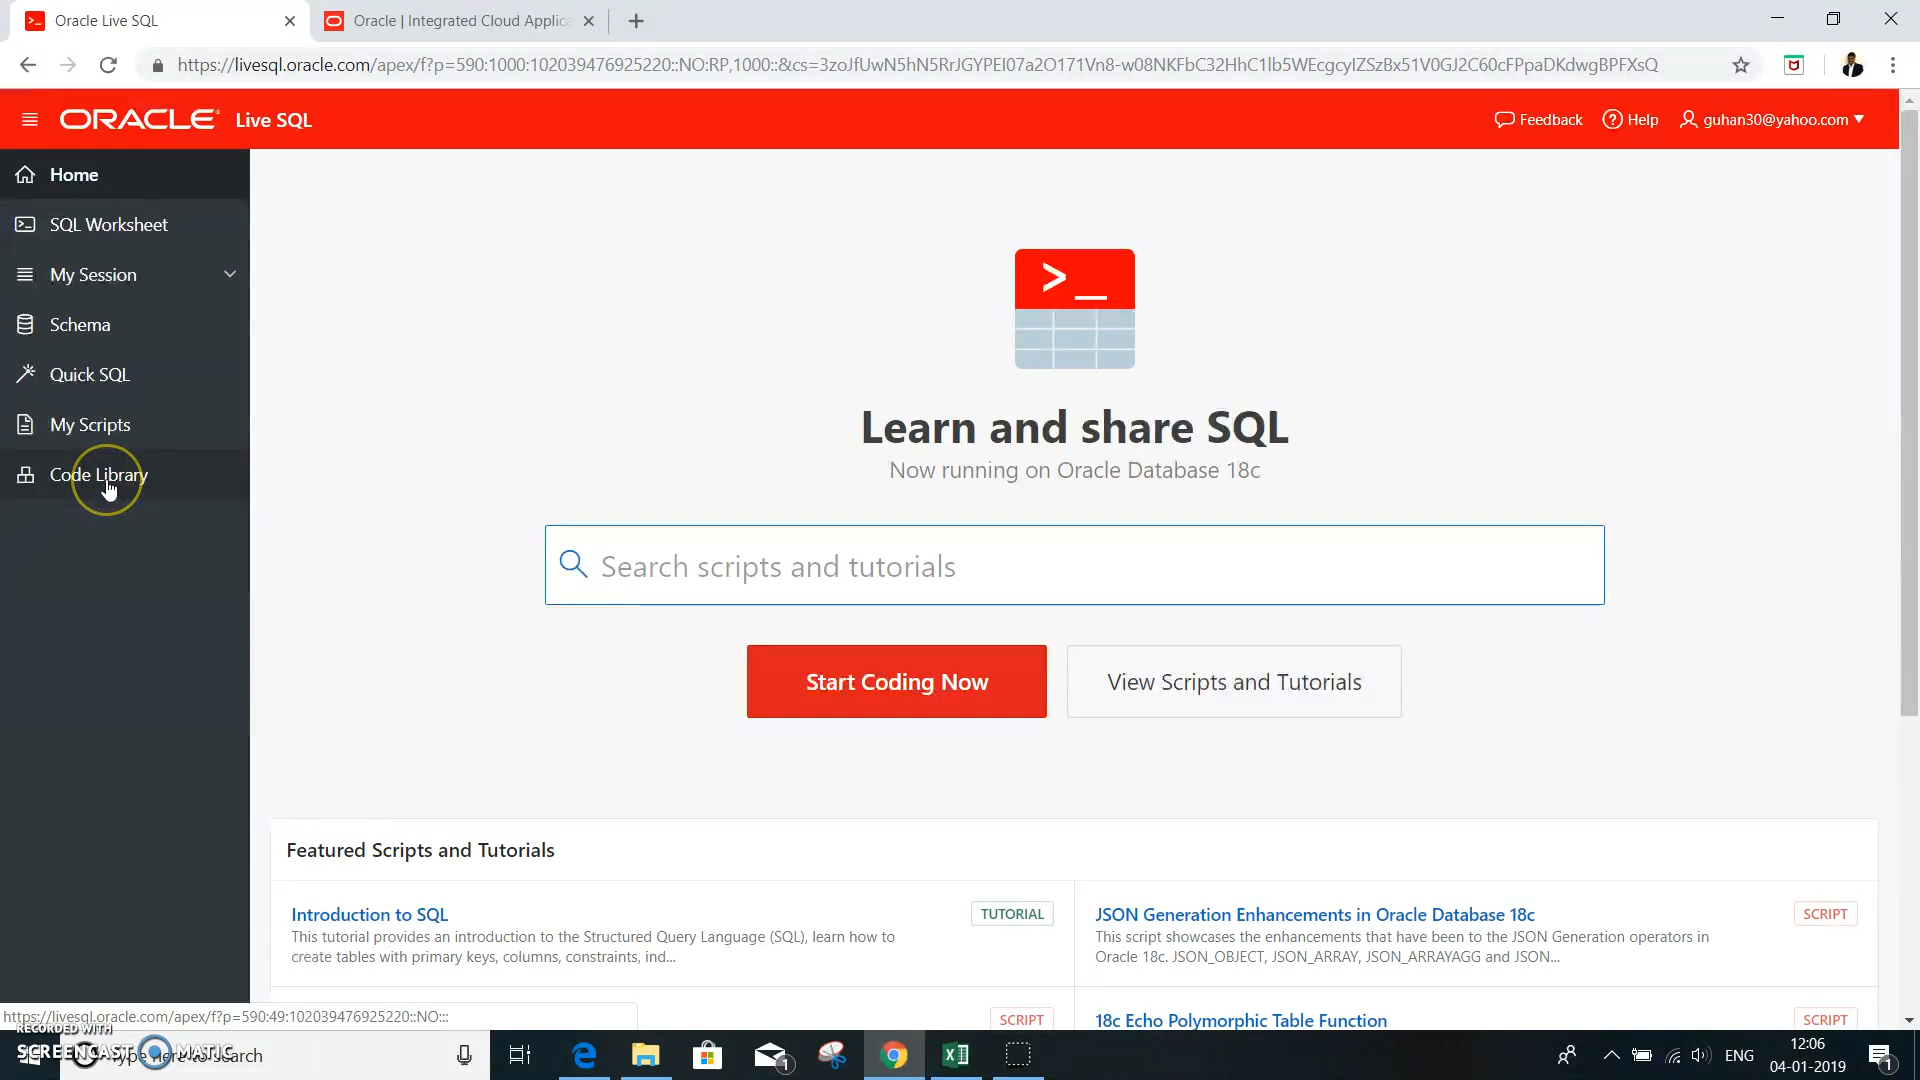 Oracle Live SQL
Oracle | Integrated Cloud Applic
https://livesql.oracle.com/apex/f?p=590:1000:102039476925220::NO:RP,1000::&cs=3zoJfUwN5hN5RrJGYPEI07a2O171Vn8-w08NKFbC32HhC1lb5WEcgcyIZSzBx51V0GJ2C60cFPpaDKdwgBPFXsQ
ORACLE Live SQL
Feedback
Help
guhan30@yahoo.com
Home
SQL Worksheet
My Session
Schema
Quick SQL
My Scripts
Code Library
Learn and share SQL
Now running on Oracle Database 18c
Search scripts and tutorials
Start Coding Now
View Scripts and Tutorials
Featured Scripts and Tutorials
Introduction to SQL
TUTORIAL
This tutorial provides an introduction to the Structured Query Language (SQL), learn how to
create tables with primary keys, columns, constraints, ind...
JSON Generation Enhancements in Oracle Database 18c
SCRIPT
This script showcases the enhancements that have been to the JSON Generation operators in
Oracle 18c. JSON_OBJECT, JSON_ARRAY, JSON_ARRAYAGG and JSON...
SCRIPT
18c Echo Polymorphic Table Function
SCRIPT
https://livesql.oracle.com/apex/f?p=590:49:102039476925220::NO:::
RECORDED WITH
SCREENCAST MATIC
Type here to search
1
ENG
12:06
04-01-2019
1